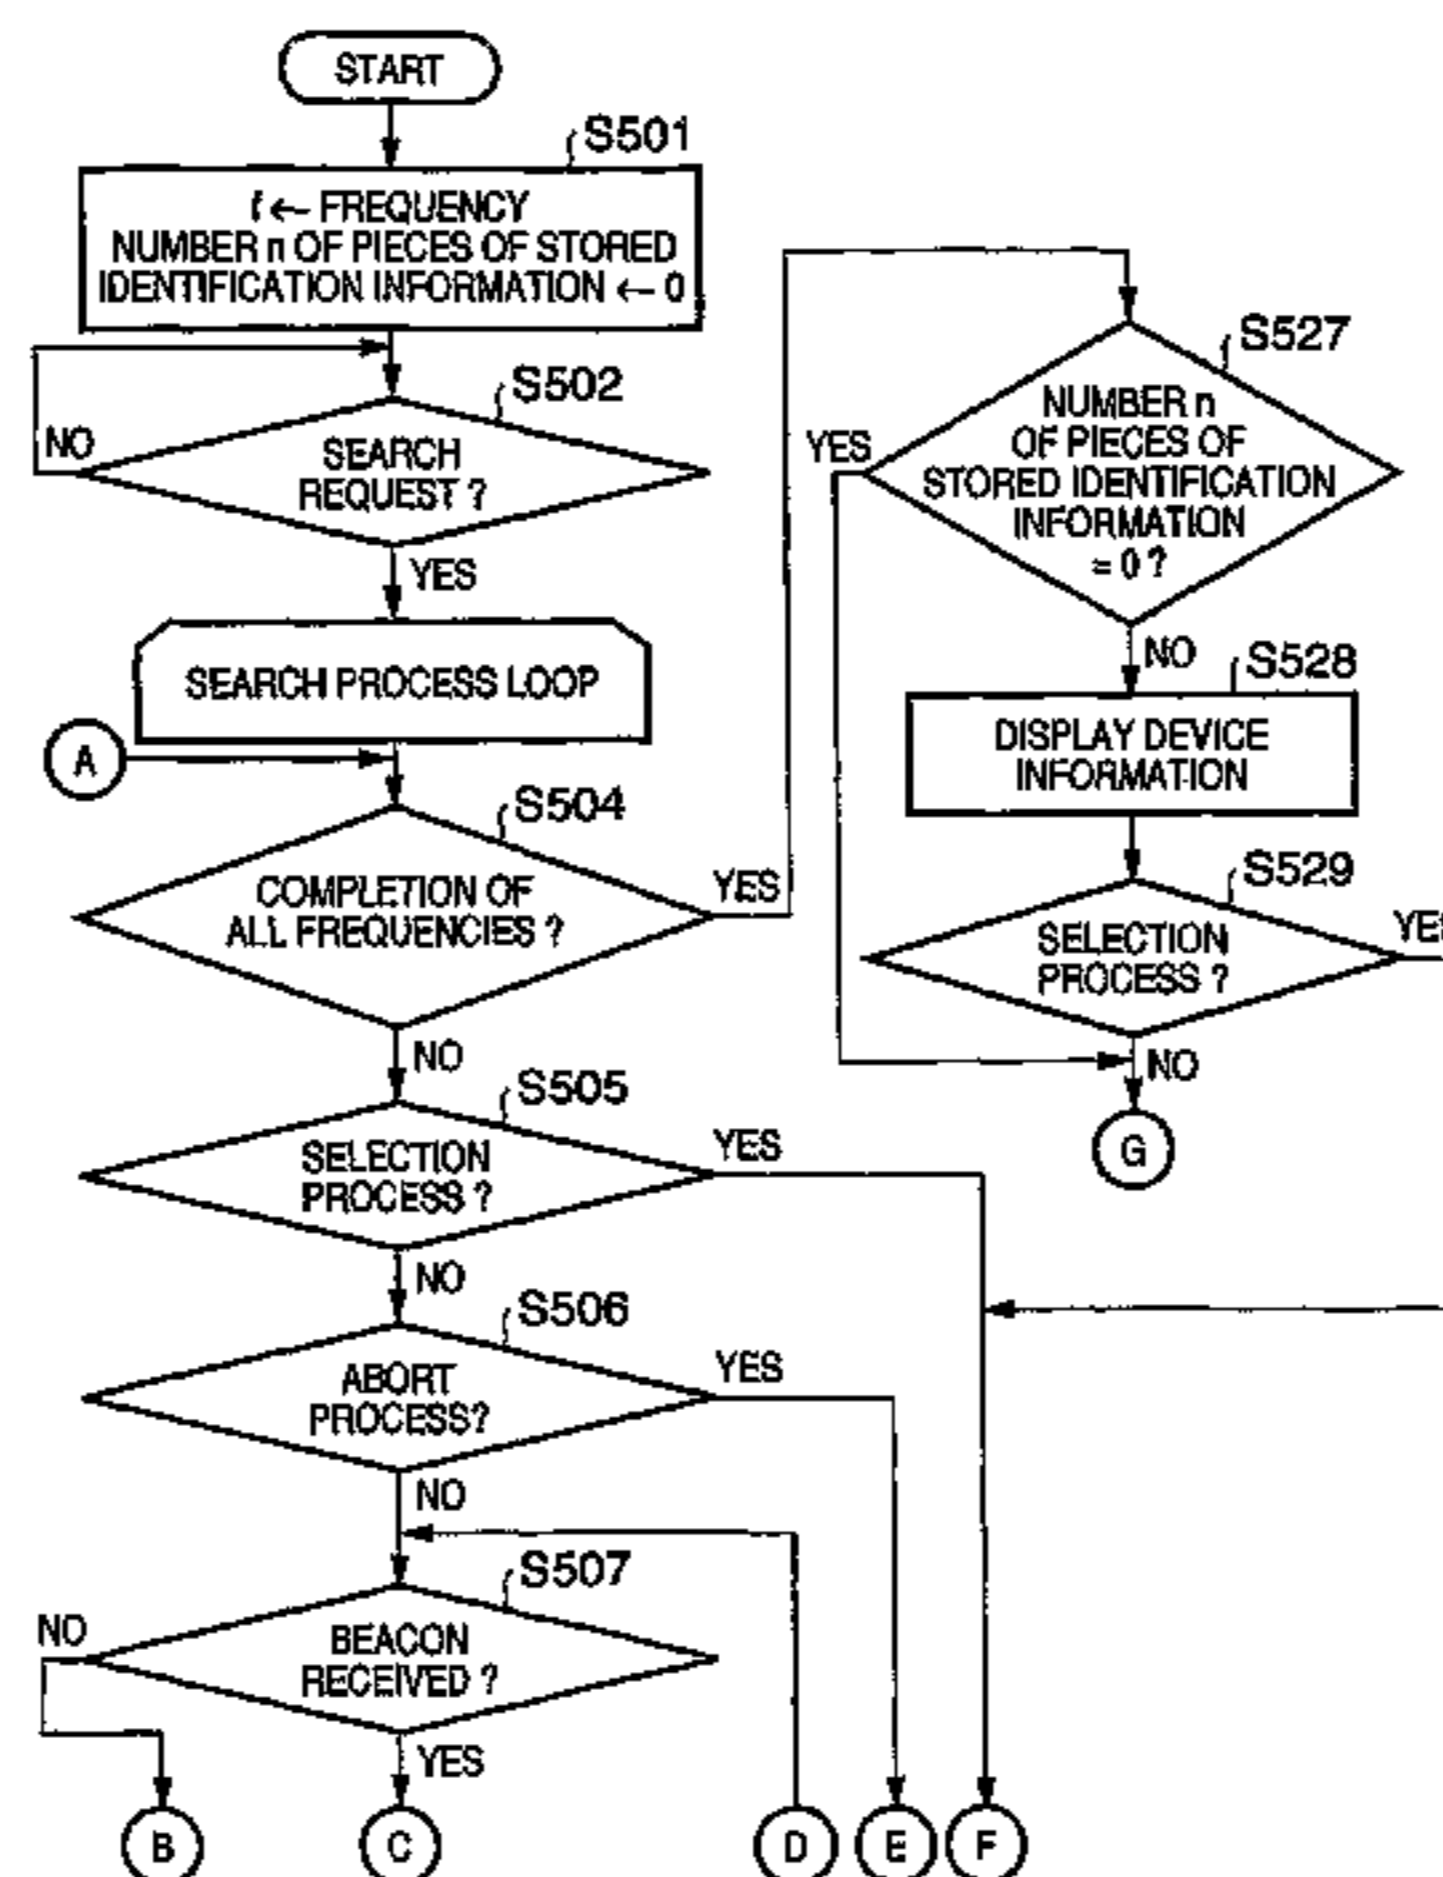 START
S501
f ← FREQUENCY
NUMBER n OF PIECES OF STORED
IDENTIFICATION INFORMATION ← 0
S502
NO
SEARCH
REQUEST ?
YES
SEARCH PROCESS LOOP
A
S504
COMPLETION OF
ALL FREQUENCIES ?
YES
NO
S505
SELECTION
PROCESS ?
YES
NO
S506
ABORT
PROCESS?
YES
NO
S507
NO
BEACON
RECEIVED ?
YES
B
C
D
E
F
S527
YES
NUMBER n
OF PIECES OF
STORED IDENTIFICATION
INFORMATION
= 0 ?
NO
S528
DISPLAY DEVICE
INFORMATION
S529
SELECTION
PROCESS ?
YES
NO
G